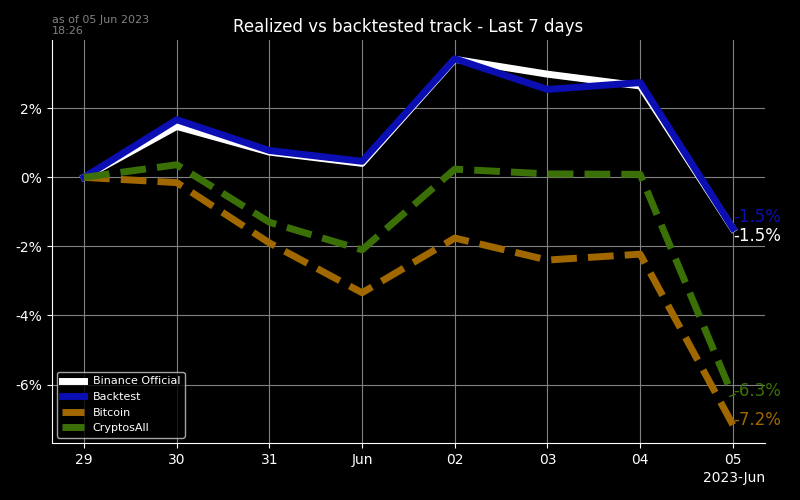 as of 05 Jun 2023
18:26
Realized vs backtested track - Last 7 days
2%
0%
-2%
-4%
-6%
-1.5%
-1.5%
-6.3%
-7.2%
Binance Official
Backtest
Bitcoin
CryptosAll
29 30 31 Jun 02 03 04 05
2023-Jun